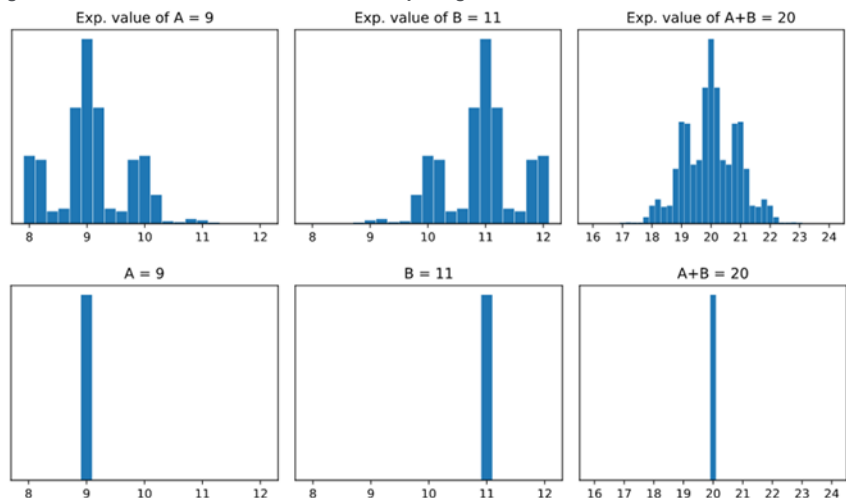 Exp. value of A = 9
Exp. value of B = 11
Exp. value of A+B = 20
8 9 10 11 12
8 9 10 11 12
16 17 18 19 20 21 22 23 24
A = 9
B = 11
A+B = 20
8 9 10 11 12
8 9 10 11 12
16 17 18 19 20 21 22 23 24